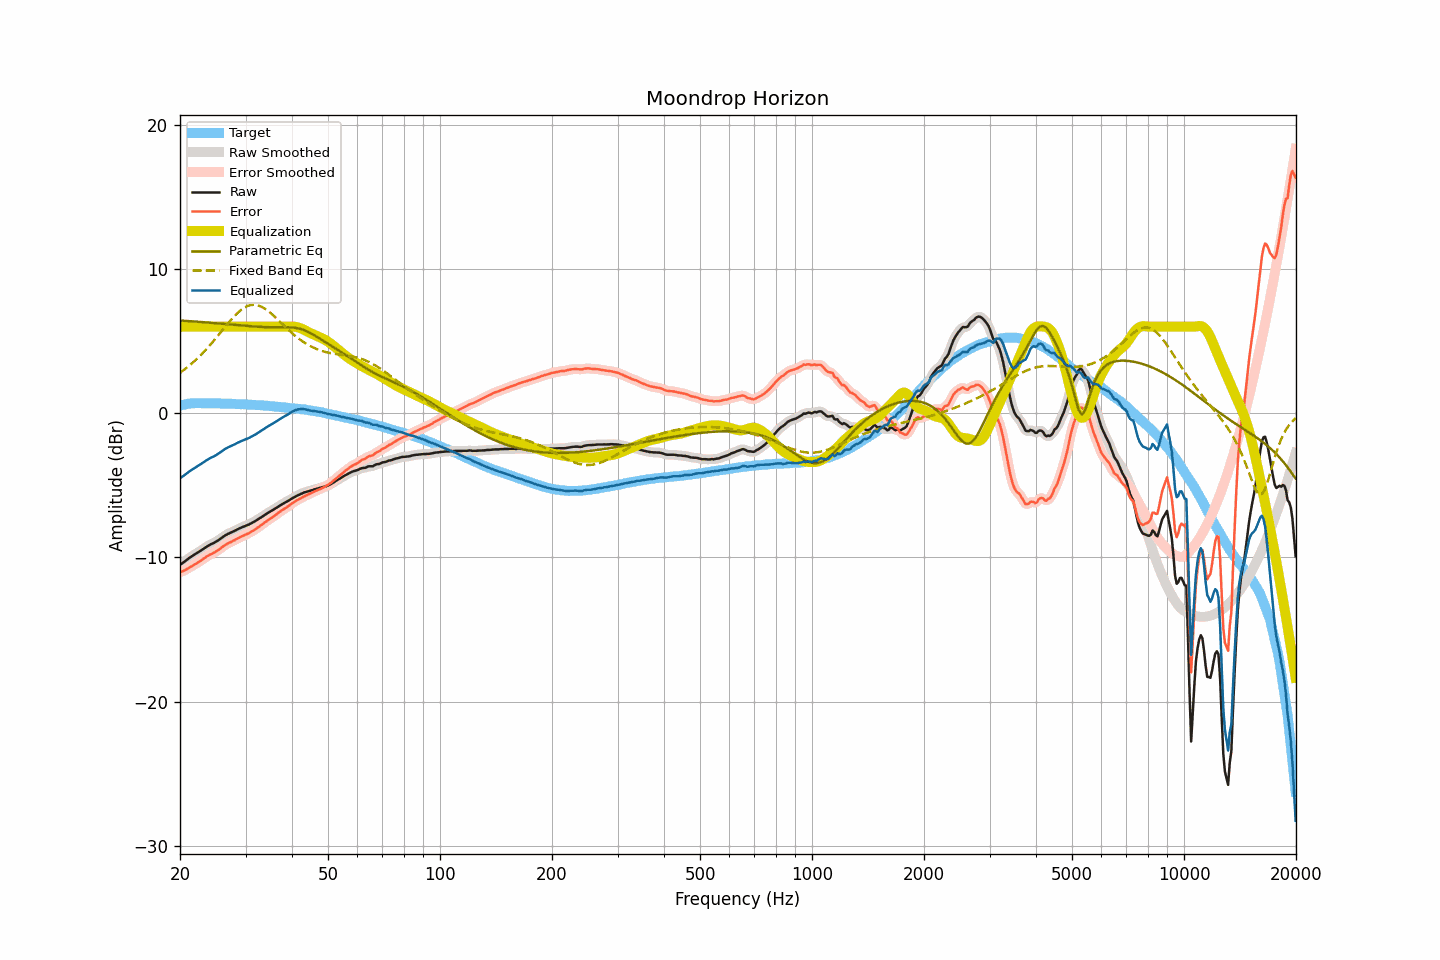 Moondrop Horizon
20
10
0
−10
−20
−30
Amplitude (dBr)
Target
Raw Smoothed
Error Smoothed
Raw
Error
Equalization
Parametric Eq
Fixed Band Eq
Equalized
20 50 100 200 500 1000 2000 5000 10000 20000
Frequency (Hz)